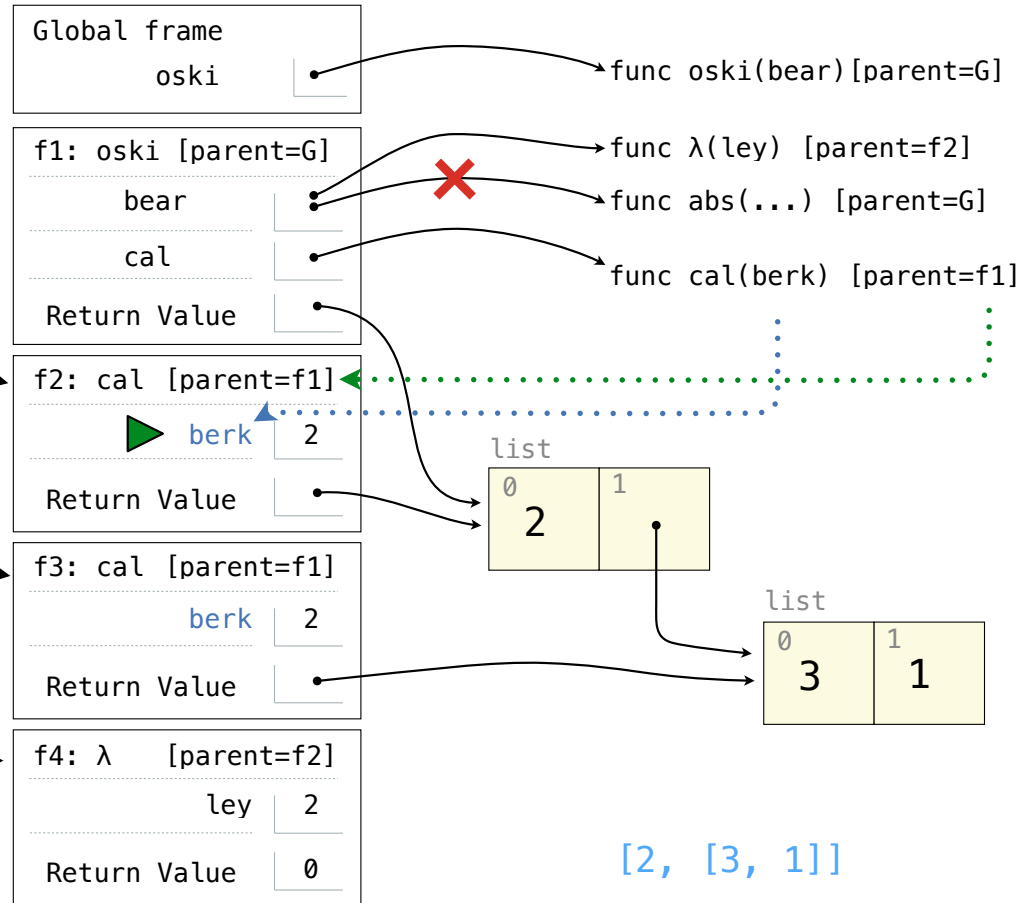 Global frame
oski
func oski(bear)[parent=G]
f1: oski [parent=G]
func λ(ley) [parent=f2]
bear
func abs(...) [parent=G]
cal
func cal(berk) [parent=f1]
Return Value
f2: cal [parent=f1]
berk 2
Return Value
list
0 1
2
f3: cal [parent=f1]
berk 2
Return Value
list
0 1
3 1
f4: λ [parent=f2]
ley 2
Return Value 0
[2, [3, 1]]